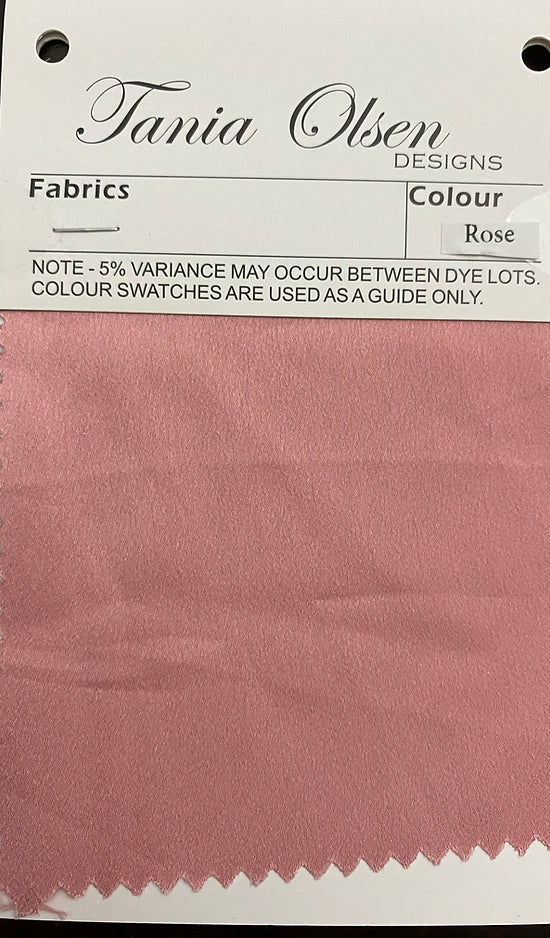 Tania Olsen
DESIGNS
Fabrics
Colour
Rose
NOTE - 5% VARIANCE MAY OCCUR BETWEEN DYE LOTS.
COLOUR SWATCHES ARE USED AS A GUIDE ONLY.